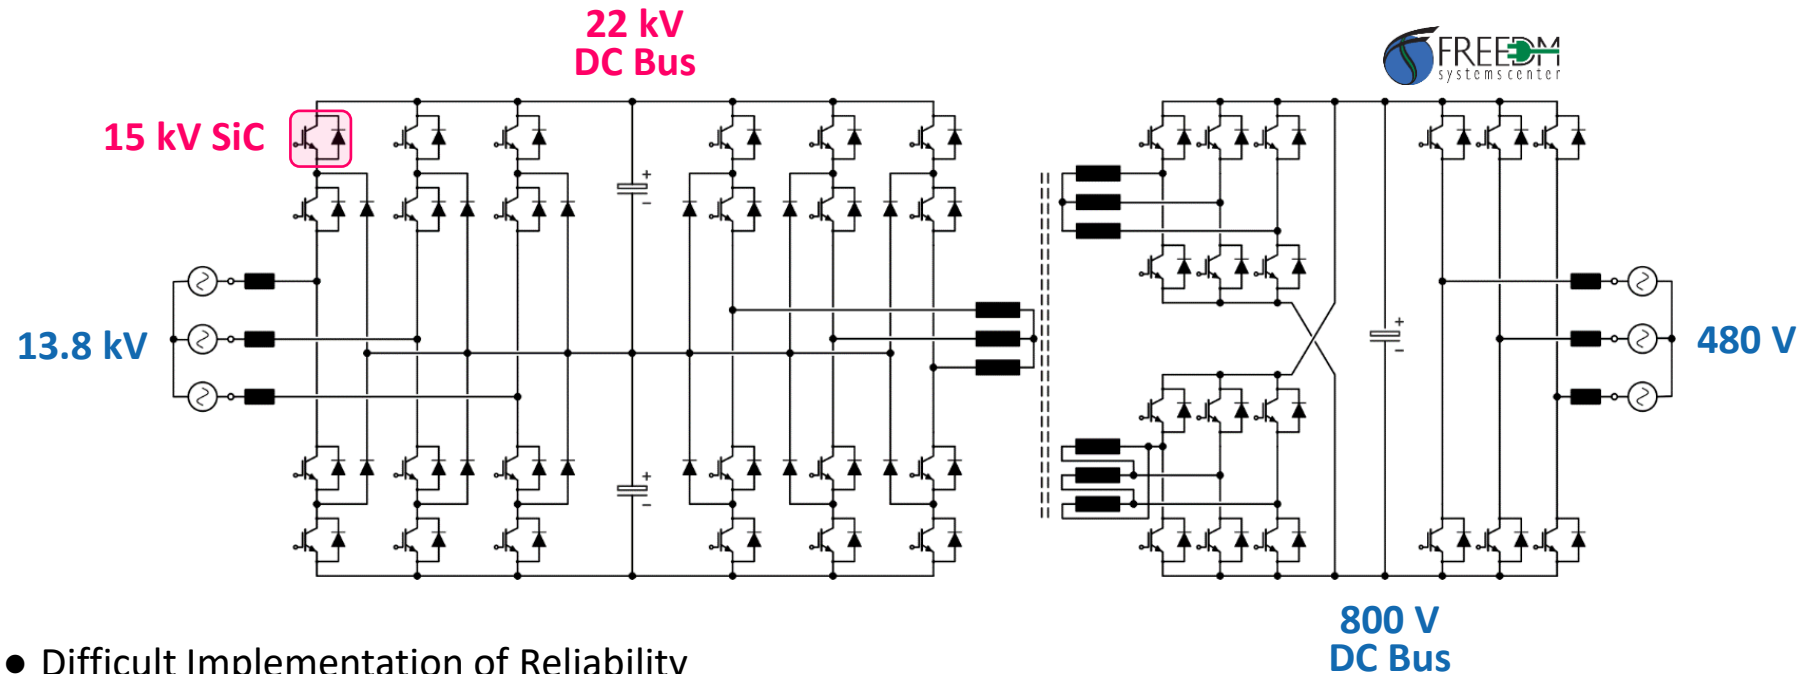 22 kV
DC Bus
FREEDM
systems center
15 kV SiC
13.8 kV
480 V
800 V
DC Bus
● Difficult Implementation of Reliability